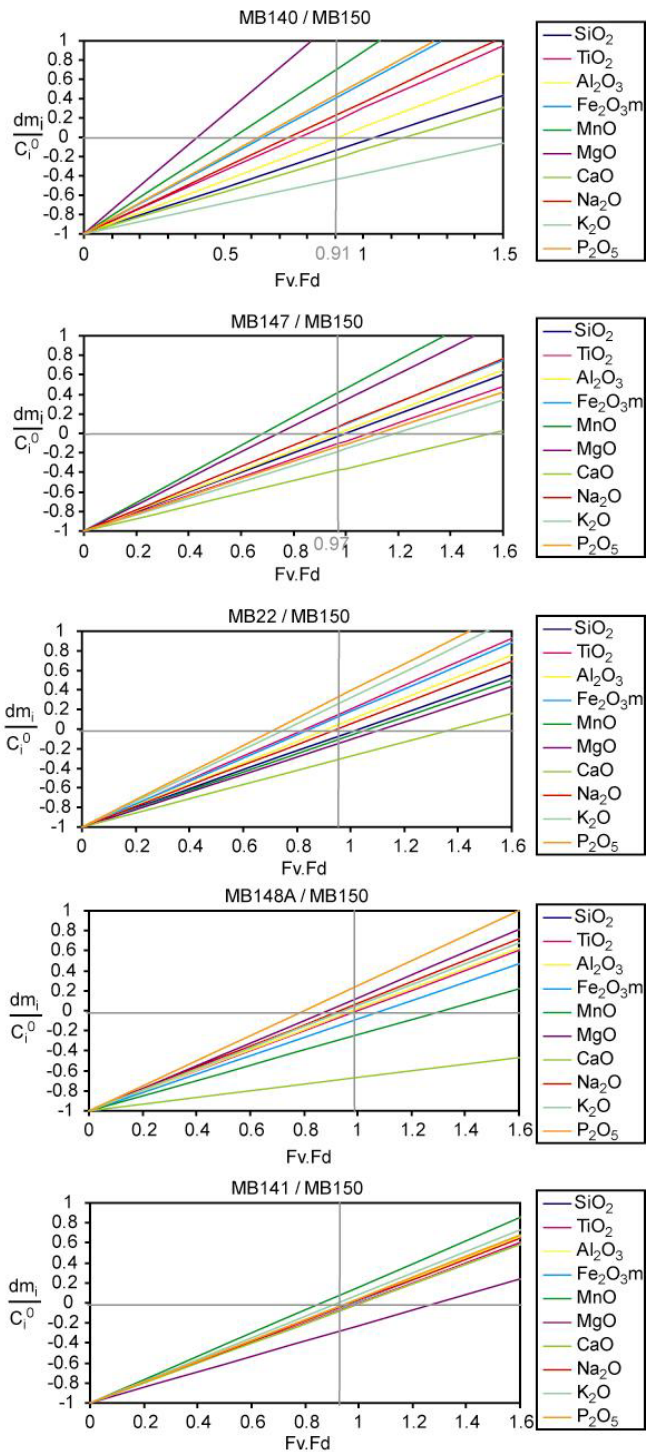 MB140 / MB150
dmᵢ
Cᵢ⁰
1
0.8
0.6
0.4
0.2
0
-0.2
-0.4
-0.6
-0.8
-1
0
0.5
0.91
1
1.5
Fv.Fd
SiO₂
TiO₂
Al₂O₃
Fe₂O₃m
MnO
MgO
CaO
Na₂O
K₂O
P₂O₅
MB147 / MB150
dmᵢ
Cᵢ⁰
1
0.8
0.6
0.4
0.2
0
-0.2
-0.4
-0.6
-0.8
-1
0
0.2
0.4
0.6
0.8
0.97
1
1.2
1.4
1.6
Fv.Fd
SiO₂
TiO₂
Al₂O₃
Fe₂O₃m
MnO
MgO
CaO
Na₂O
K₂O
P₂O₅
MB22 / MB150
dmᵢ
Cᵢ⁰
1
0.8
0.6
0.4
0.2
0
-0.2
-0.4
-0.6
-0.8
-1
0
0.2
0.4
0.6
0.8
1
1.2
1.4
1.6
Fv.Fd
SiO₂
TiO₂
Al₂O₃
Fe₂O₃m
MnO
MgO
CaO
Na₂O
K₂O
P₂O₅
MB148A / MB150
dmᵢ
Cᵢ⁰
1
0.8
0.6
0.4
0.2
0
-0.2
-0.4
-0.6
-0.8
-1
0
0.2
0.4
0.6
0.8
1
1.2
1.4
1.6
Fv.Fd
SiO₂
TiO₂
Al₂O₃
Fe₂O₃m
MnO
MgO
CaO
Na₂O
K₂O
P₂O₅
MB141 / MB150
dmᵢ
Cᵢ⁰
1
0.8
0.6
0.4
0.2
0
-0.2
-0.4
-0.6
-0.8
-1
0
0.2
0.4
0.6
0.8
1
1.2
1.4
1.6
Fv.Fd
SiO₂
TiO₂
Al₂O₃
Fe₂O₃m
MnO
MgO
CaO
Na₂O
K₂O
P₂O₅